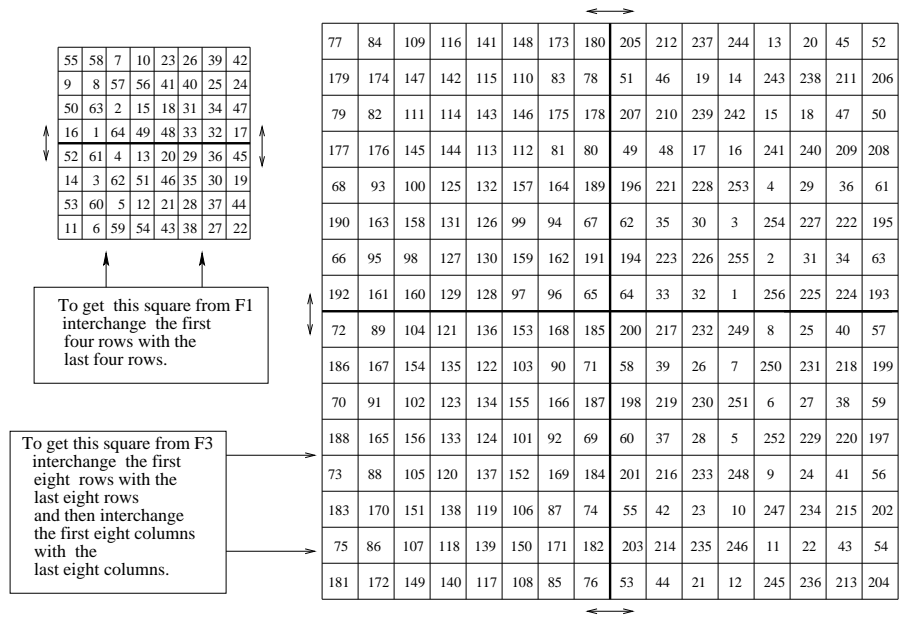 55 58 7 10 23 26 39 42
9 8 57 56 41 40 25 24
50 63 2 15 18 31 34 47
16 1 64 49 48 33 32 17
52 61 4 13 20 29 36 45
14 3 62 51 46 35 30 19
53 60 5 12 21 28 37 44
11 6 59 54 43 38 27 22
To get this square from F1
interchange the first
four rows with the
last four rows.
To get this square from F3
interchange the first
eight rows with the
last eight rows
and then interchange
the first eight columns
with the
last eight columns.
77 84 109 116 141 148 173 180 205 212 237 244 13 20 45 52
179 174 147 142 115 110 83 78 51 46 19 14 243 238 211 206
79 82 111 114 143 146 175 178 207 210 239 242 15 18 47 50
177 176 145 144 113 112 81 80 49 48 17 16 241 240 209 208
68 93 100 125 132 157 164 189 196 221 228 253 4 29 36 61
190 163 158 131 126 99 94 67 62 35 30 3 254 227 222 195
66 95 98 127 130 159 162 191 194 223 226 255 2 31 34 63
192 161 160 129 128 97 96 65 64 33 32 1 256 225 224 193
72 89 104 121 136 153 168 185 200 217 232 249 8 25 40 57
186 167 154 135 122 103 90 71 58 39 26 7 250 231 218 199
70 91 102 123 134 155 166 187 198 219 230 251 6 27 38 59
188 165 156 133 124 101 92 69 60 37 28 5 252 229 220 197
73 88 105 120 137 152 169 184 201 216 233 248 9 24 41 56
183 170 151 138 119 106 87 74 55 42 23 10 247 234 215 202
75 86 107 118 139 150 171 182 203 214 235 246 11 22 43 54
181 172 149 140 117 108 85 76 53 44 21 12 245 236 213 204